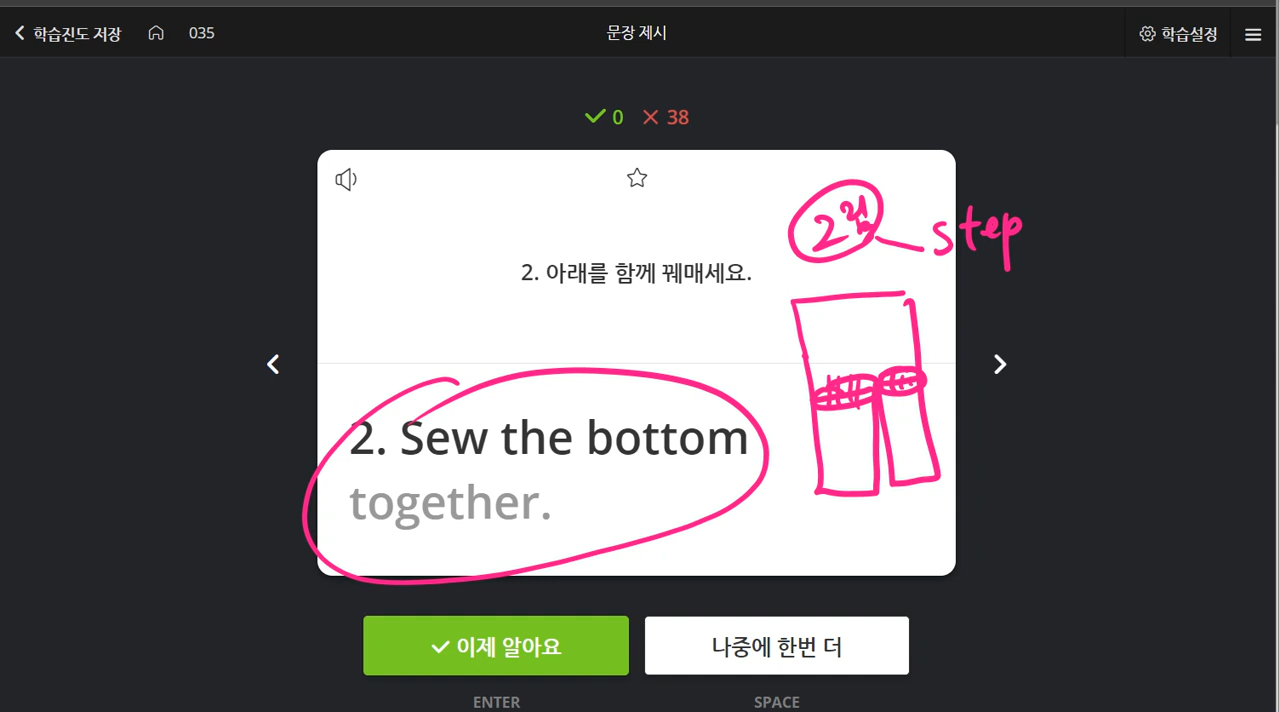 학습진도 저장
035
문장 제시
학습설정
0
38
2. 아래를 함께 꿰매세요.
step
2. Sew the bottom
together.
이제 알아요
나중에 한번 더
ENTER
SPACE